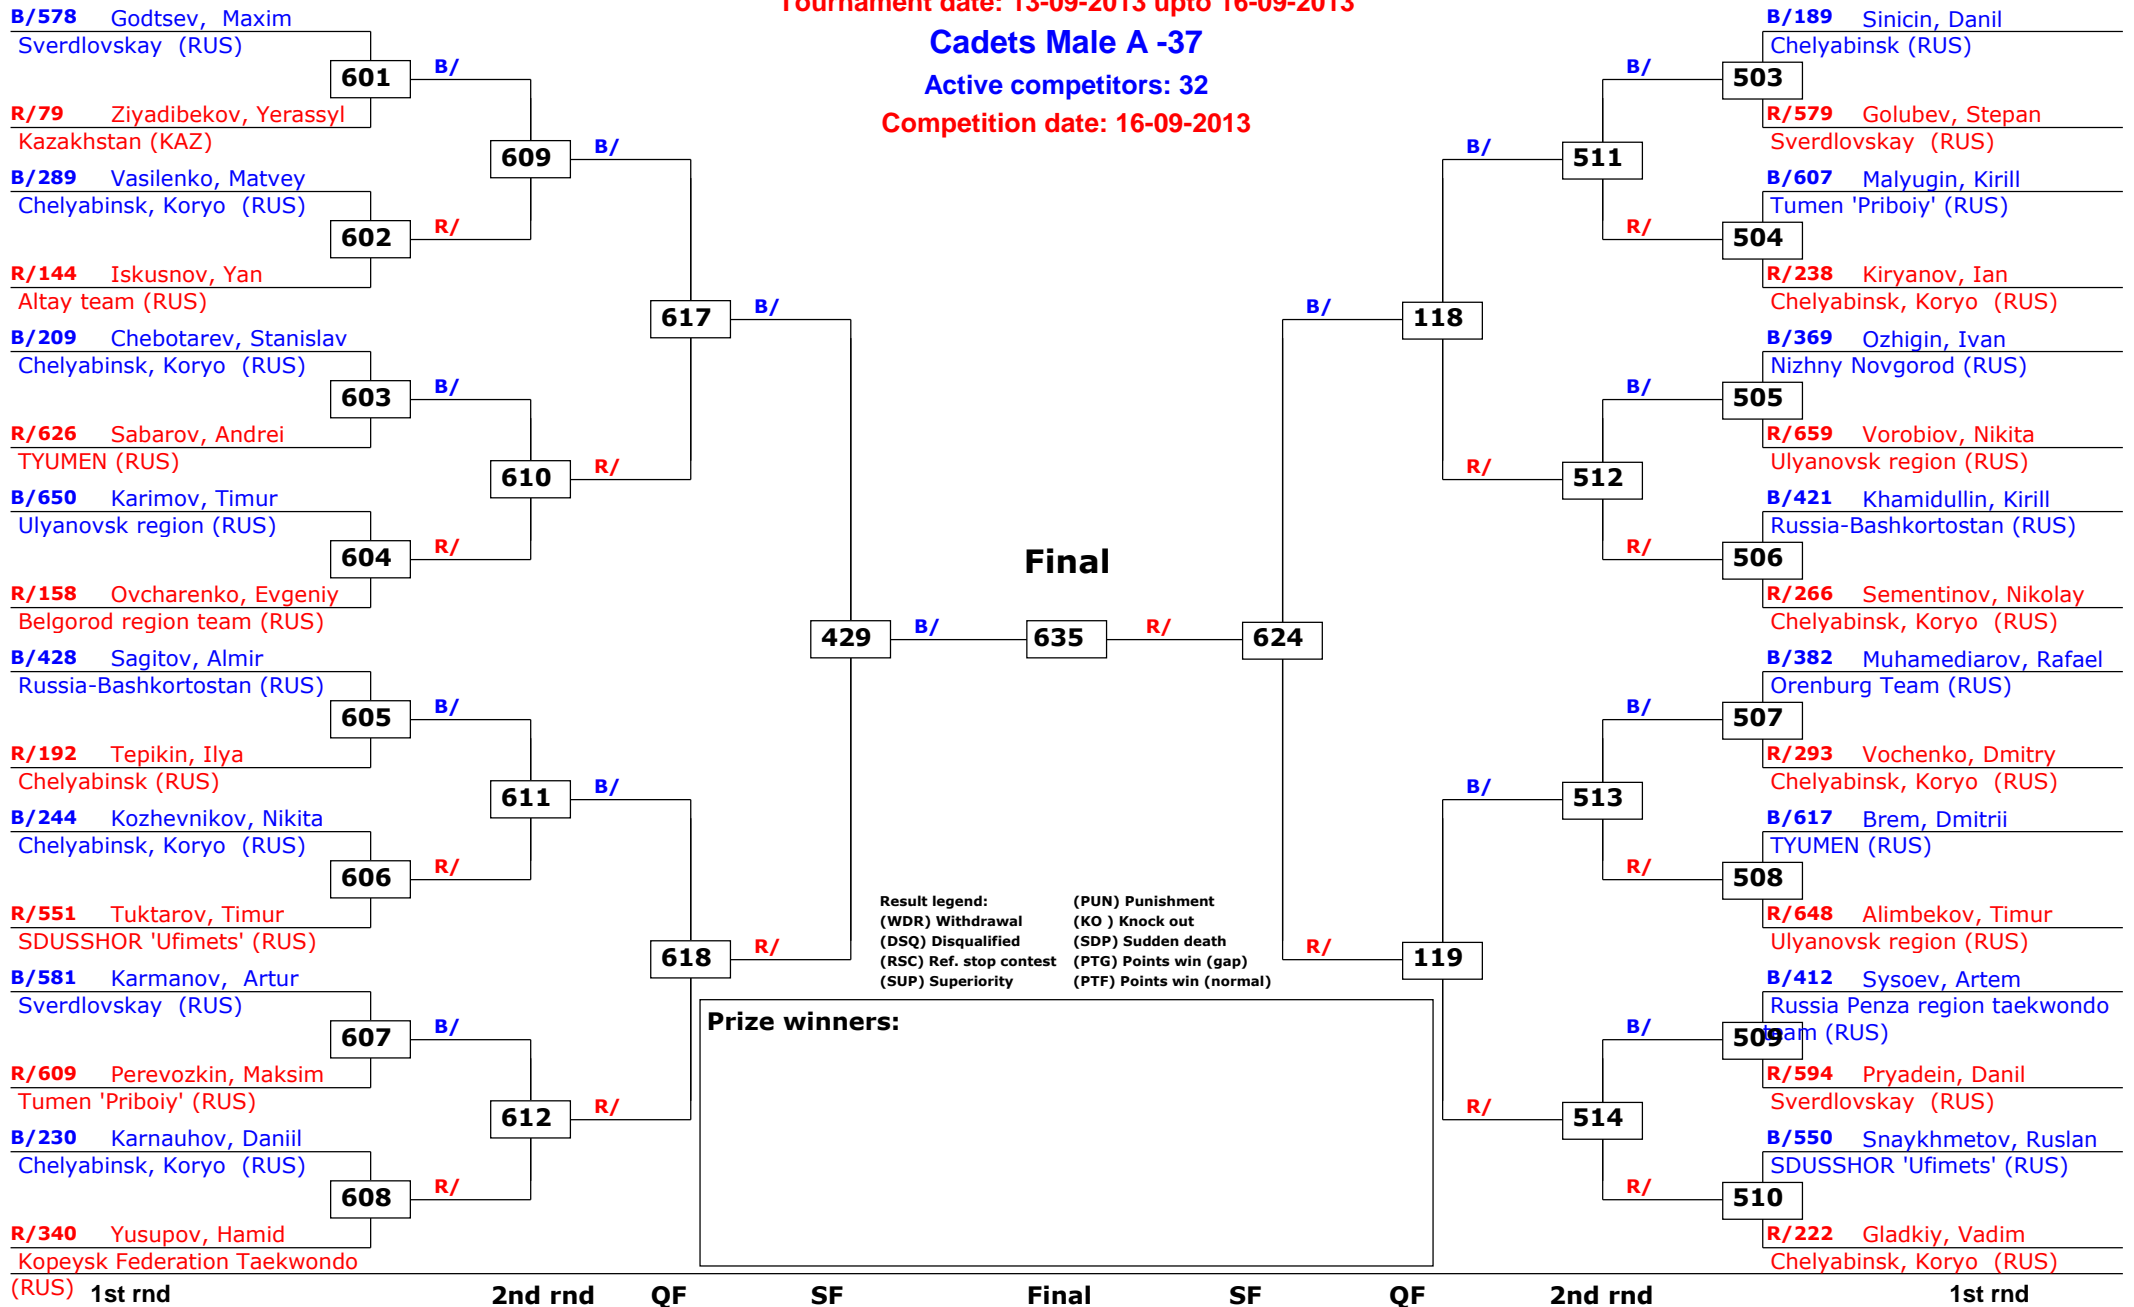 Tournament date: 13-09-2013 upto 16-09-2013
Cadets Male A -37
Active competitors: 32
Competition date: 16-09-2013
B/578 Godtsev, Maxim
Sverdlovskay (RUS)
601
B/
R/79 Ziyadibekov, Yerassyl
Kazakhstan (KAZ)
609
B/
B/289 Vasilenko, Matvey
Chelyabinsk, Koryo (RUS)
602
R/
R/144 Iskusnov, Yan
Altay team (RUS)
617
B/
B/209 Chebotarev, Stanislav
Chelyabinsk, Koryo (RUS)
603
B/
R/626 Sabarov, Andrei
TYUMEN (RUS)
610
R/
B/650 Karimov, Timur
Ulyanovsk region (RUS)
604
R/
R/158 Ovcharenko, Evgeniy
Belgorod region team (RUS)
429
B/
B/428 Sagitov, Almir
Russia-Bashkortostan (RUS)
605
B/
R/192 Tepikin, Ilya
Chelyabinsk (RUS)
611
B/
B/244 Kozhevnikov, Nikita
Chelyabinsk, Koryo (RUS)
606
R/
R/551 Tuktarov, Timur
SDUSSHOR 'Ufimets' (RUS)
618
R/
B/581 Karmanov, Artur
Sverdlovskay (RUS)
607
B/
R/609 Perevozkin, Maksim
Tumen 'Priboiy' (RUS)
612
R/
B/230 Karnauhov, Daniil
Chelyabinsk, Koryo (RUS)
608
R/
R/340 Yusupov, Hamid
Kopeysk Federation Taekwondo
(RUS)
Final
635
R/
624
B/189 Sinicin, Danil
Chelyabinsk (RUS)
B/
503
R/579 Golubev, Stepan
Sverdlovskay (RUS)
B/
511
B/607 Malyugin, Kirill
Tumen 'Priboiy' (RUS)
R/
504
R/238 Kiryanov, Ian
Chelyabinsk, Koryo (RUS)
B/
118
B/369 Ozhigin, Ivan
Nizhny Novgorod (RUS)
B/
505
R/659 Vorobiov, Nikita
Ulyanovsk region (RUS)
R/
512
B/421 Khamidullin, Kirill
Russia-Bashkortostan (RUS)
R/
506
R/266 Sementinov, Nikolay
Chelyabinsk, Koryo (RUS)
B/382 Muhamediarov, Rafael
Orenburg Team (RUS)
B/
507
R/293 Vochenko, Dmitry
Chelyabinsk, Koryo (RUS)
B/
513
B/617 Brem, Dmitrii
TYUMEN (RUS)
R/
508
R/648 Alimbekov, Timur
Ulyanovsk region (RUS)
R/
119
B/412 Sysoev, Artem
Russia Penza region taekwondo
team (RUS)
B/
509
R/594 Pryadein, Danil
Sverdlovskay (RUS)
R/
514
B/550 Snaykhmetov, Ruslan
SDUSSHOR 'Ufimets' (RUS)
R/
510
R/222 Gladkiy, Vadim
Chelyabinsk, Koryo (RUS)
Result legend: (PUN) Punishment
(WDR) Withdrawal (KO ) Knock out
(DSQ) Disqualified (SDP) Sudden death
(RSC) Ref. stop contest (PTG) Points win (gap)
(SUP) Superiority (PTF) Points win (normal)
Prize winners:
1st rnd 2nd rnd QF SF Final SF QF 2nd rnd 1st rnd